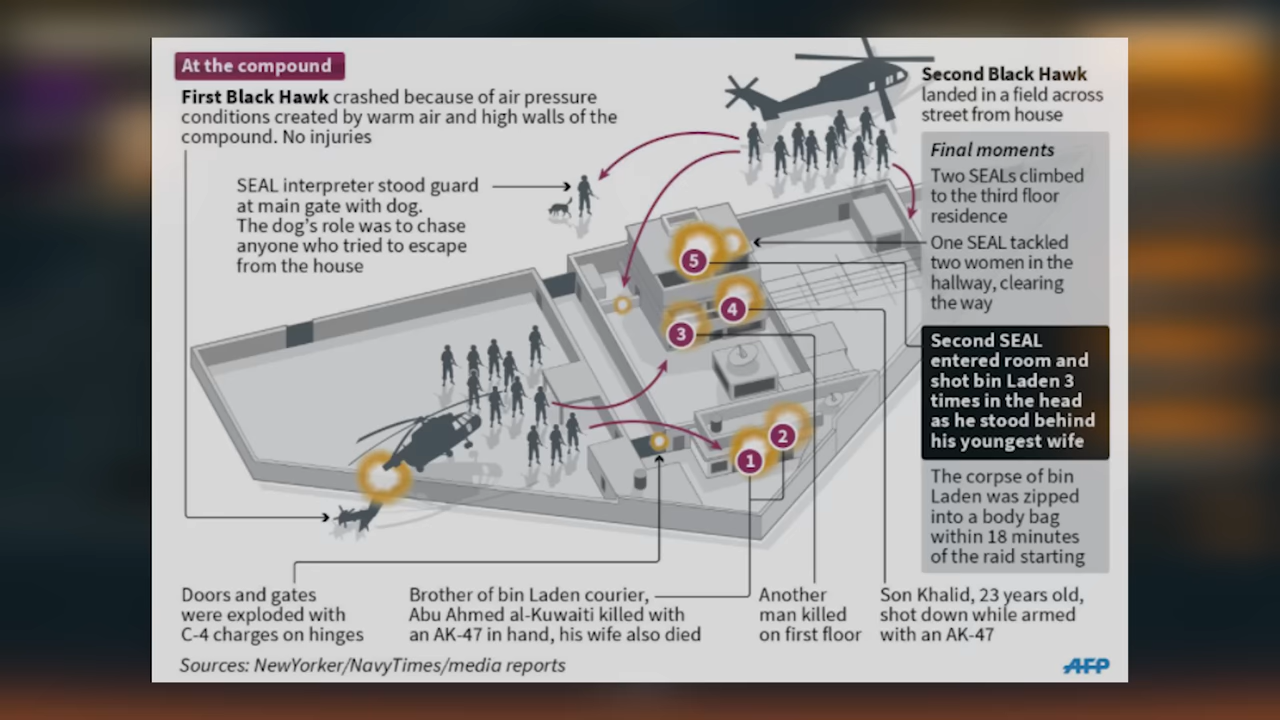 At the compound
First Black Hawk crashed because of air pressure
conditions created by warm air and high walls of the
compound. No injuries
SEAL interpreter stood guard
at main gate with dog.
The dog's role was to chase
anyone who tried to escape
from the house
Second Black Hawk
landed in a field across
street from house
Final moments
Two SEALs climbed
to the third floor
residence
One SEAL tackled
two women in the
hallway, clearing
the way
Second SEAL
entered room and
shot bin Laden 3
times in the head
as he stood behind
his youngest wife
The corpse of bin
Laden was zipped
into a body bag
within 18 minutes
of the raid starting
5
4
3
2
1
Doors and gates
were exploded with
C-4 charges on hinges
Brother of bin Laden courier,
Abu Ahmed al-Kuwaiti killed with
an AK-47 in hand, his wife also died
Another
man killed
on first floor
Son Khalid, 23 years old,
shot down while armed
with an AK-47
Sources: NewYorker/NavyTimes/media reports
AFP